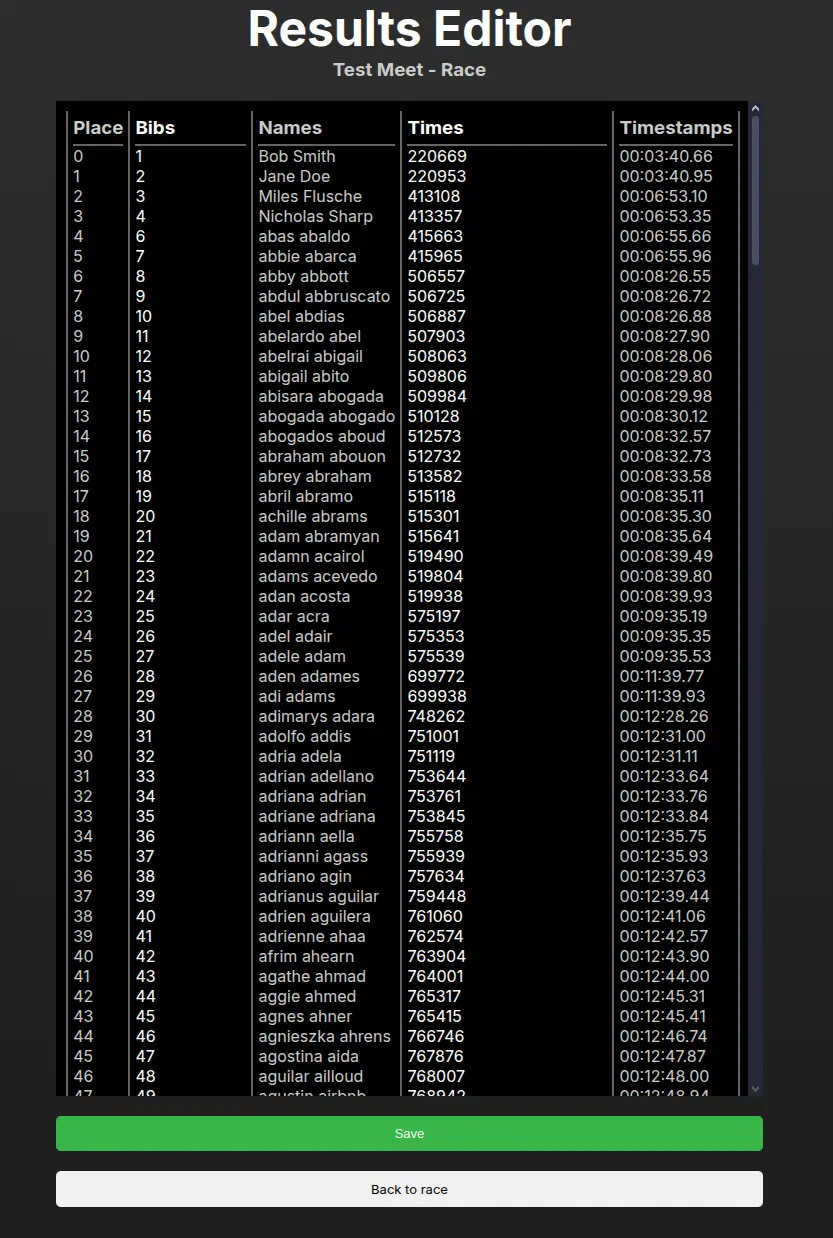 Results Editor
Test Meet - Race
Place Bibs Names Times Timestamps
0 1 Bob Smith 220669 00:03:40.66
1 2 Jane Doe 220953 00:03:40.95
2 3 Miles Flusche 413108 00:06:53.10
3 4 Nicholas Sharp 413357 00:06:53.35
4 6 abas abaldo 415663 00:06:55.66
5 7 abbie abarca 415965 00:06:55.96
6 8 abby abbott 506557 00:08:26.55
7 9 abdul abbruscato 506725 00:08:26.72
8 10 abel abdias 506887 00:08:26.88
9 11 abelardo abel 507903 00:08:27.90
10 12 abelrai abigail 508063 00:08:28.06
11 13 abigail abito 509806 00:08:29.80
12 14 abisara abogada 509984 00:08:29.98
13 15 abogada abogado 510128 00:08:30.12
14 16 abogados aboud 512573 00:08:32.57
15 17 abraham abouon 512732 00:08:32.73
16 18 abrey abraham 513582 00:08:33.58
17 19 abril abramo 515118 00:08:35.11
18 20 achille abrams 515301 00:08:35.30
19 21 adam abramyan 515641 00:08:35.64
20 22 adamn acairol 519490 00:08:39.49
21 23 adams acevedo 519804 00:08:39.80
22 24 adan acosta 519938 00:08:39.93
23 25 adar acra 575197 00:09:35.19
24 26 adel adair 575353 00:09:35.35
25 27 adele adam 575539 00:09:35.53
26 28 aden adames 699772 00:11:39.77
27 29 adi adams 699938 00:11:39.93
28 30 adimarys adara 748262 00:12:28.26
29 31 adolfo addis 751001 00:12:31.00
30 32 adria adela 751119 00:12:31.11
31 33 adrian adellano 753644 00:12:33.64
32 34 adriana adrian 753761 00:12:33.76
33 35 adriane adriana 753845 00:12:33.84
34 36 adriann aella 755758 00:12:35.75
35 37 adrianni agass 755939 00:12:35.93
36 38 adriano agin 757634 00:12:37.63
37 39 adrianus aguilar 759448 00:12:39.44
38 40 adrien aguilera 761060 00:12:41.06
39 41 adrienne ahaa 762574 00:12:42.57
40 42 afrim ahearn 763904 00:12:43.90
41 43 agathe ahmad 764001 00:12:44.00
42 44 aggie ahmed 765317 00:12:45.31
43 45 agnes ahner 765415 00:12:45.41
44 46 agnieszka ahrens 766746 00:12:46.74
45 47 agostina aida 767876 00:12:47.87
46 48 aguilar ailloud 768007 00:12:48.00
47 49 agustin airbnb 768942 00:12:48.94
Save
Back to race